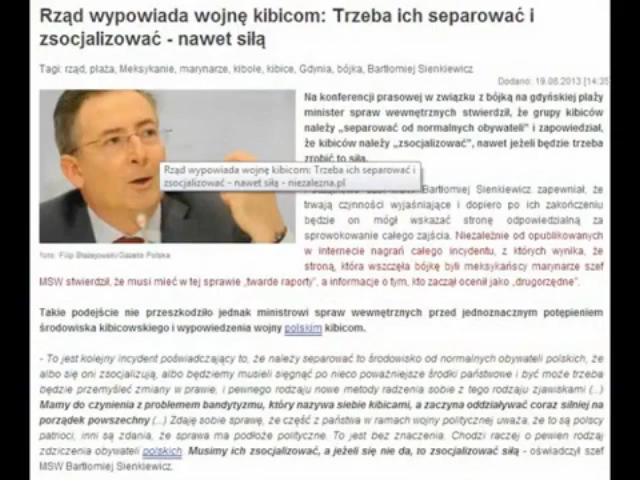 Rząd wypowiada wojnę kibicom: Trzeba ich separować i
zsocjalizować - nawet siłą
Tagi: rząd, plaża, Meksykanie, marynarze, kibole, kibice, Gdynia, bójka, Bartłomiej Sienkiewicz
Dodano: 19.08.2013 [14:35
Na konferencji prasowej w związku z bójką na gdyńskiej plaży
minister spraw wewnętrznych stwierdził, że grupy kibiców
należy „separować od normalnych obywateli” i zapowiedział,
że kibiców należy „zsocjalizować”, nawet jeżeli będzie trzeba
zrobić to siłą.
Rząd wypowiada wojnę kibicom: Trzeba ich separować i
zsocjalizować - nawet siłą - niezalezna.pl
Bartłomiej Sienkiewicz zapewniał, że
trwają czynności wyjaśniające i dopiero po ich zakończeniu
będzie on mógł wskazać stronę odpowiedzialną za
sprowokowanie całego zajścia. Niezależnie od opublikowanych
w internecie nagrań całego incydentu, z których wynika, że
foto: Filip Błażejowski/Gazeta Polska
stroną, która wszczęła bójkę byli meksykańscy marynarze szef
MSW stwierdził, że musi mieć w tej sprawie „twarde raporty”, a informacje o tym, kto zaczął ocenił jako „drugorzędne”.
Takie podejście nie przeszkodziło jednak ministrowi spraw wewnętrznych przed jednoznacznym potępieniem
środowiska kibicowskiego i wypowiedzenia wojny polskim kibicom.
- To jest kolejny incydent poświadczający to, że należy separować to środowisko od normalnych obywateli polskich, że
albo się oni zsocjalizują, albo będziemy musieli sięgnąć po nieco poważniejsze środki państwowe i być może trzeba
będzie przemyśleć zmiany w prawie, i pewnego rodzaju nowe metody radzenia sobie z tego rodzaju zjawiskami (...)
Mamy do czynienia z problemem bandytyzmu, który nazywa siebie kibicami, a zaczyna oddziaływać coraz silniej na
porządek powszechny (...) Zdaję sobie sprawę, że część z państwa w ramach wojny politycznej uważa, że to są polscy
patrioci, inni są zdania, że sprawa ma podłoże polityczne. To jest bez znaczenia. Chodzi raczej o pewien rodzaj
zdziczenia obywateli polskich. Musimy ich zsocjalizować, a jeżeli się nie da, to zsocjalizować siłą - oświadczył szef
MSW Bartłomiej Sienkiewicz.